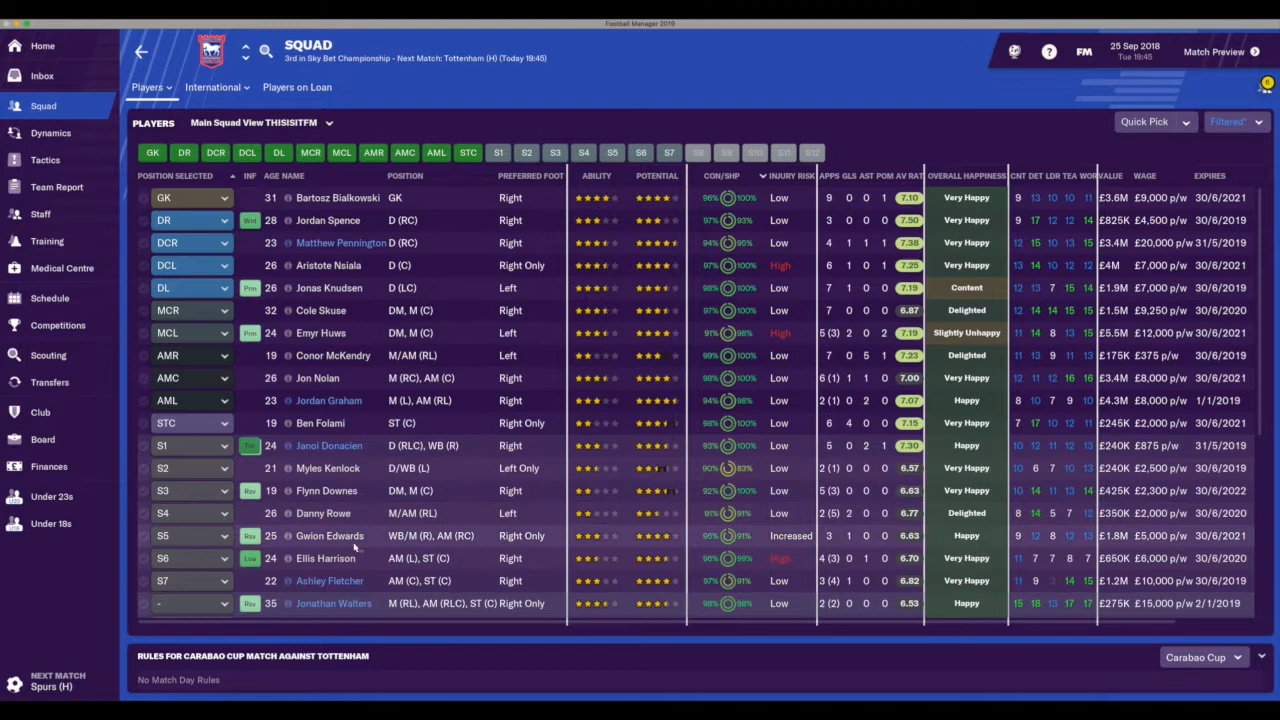 Football Manager 2019
Home
Inbox
Squad
Dynamics
Tactics
Team Report
Staff
Training
Medical Centre
Schedule
Competitions
Scouting
Transfers
Club
Board
Finances
Under 23s
Under 18s
NEXT MATCH
Spurs (H)
SQUAD
3rd in Sky Bet Championship - Next Match: Tottenham (H) (Today 19:45)
FM
25 Sep 2018
Tue 19:45
Match Preview
Players International Players on Loan
6
PLAYERS Main Squad View THISISITFM Quick Pick Filtered*
GK DR DCR DCL DL MCR MCL AMR AMC AML STC S1 S2 S3 S4 S5 S6 S7 S8 S9 S10 S11 S12
POSITION SELECTED INF AGE NAME POSITION PREFERRED FOOT ABILITY POTENTIAL CON/SHP INJURY RISK APPS GLS AST POM AV RAT OVERALL HAPPINESS CNT DET LDR TEA WOR VALUE WAGE EXPIRES
GK 31 Bartosz Bialkowski GK Right 96% 100% Low 9 0 0 1 7.10 Very Happy 9 13 10 10 11 £3.6M £9,000 p/w 30/6/2021
DR Wnt 28 Jordan Spence D (RC) Right 97% 93% Low 2 0 0 0 7.50 Very Happy 9 17 12 12 14 £825K £4,500 p/w 30/6/2019
DCR 23 Matthew Pennington D (RC) Right 94% 95% Low 4 1 1 1 7.38 Very Happy 12 15 10 13 15 £3.4M £20,000 p/w 31/5/2019
DCL 26 Aristote Nsiala D (C) Right Only 97% 100% High 6 1 0 1 7.25 Very Happy 13 14 10 12 12 £4M £7,000 p/w 30/6/2021
DL Prm 26 Jonas Knudsen D (LC) Left 98% 100% Low 7 1 0 0 7.19 Content 12 13 7 15 14 £1.9M £7,000 p/w 30/6/2019
MCR 32 Cole Skuse DM, M (C) Right 97% 100% Low 7 0 0 0 6.87 Delighted 12 14 14 15 15 £1.5M £9,250 p/w 30/6/2020
MCL Prm 24 Emyr Huws DM, M (C) Left 91% 98% High 5 (3) 2 0 0 7.19 Slightly Unhappy 11 14 8 13 15 £5.5M £12,000 p/w 30/6/2021
AMR 19 Conor McKendry M/AM (RL) Left 99% 100% Low 7 0 5 1 7.23 Delighted 11 13 9 11 13 £175K £375 p/w 30/6/2019
AMC 26 Jon Nolan M (RC), AM (C) Right 98% 100% Low 6 (1) 1 1 0 7.00 Very Happy 12 11 12 16 16 £3.4M £8,000 p/w 30/6/2021
AML 23 Jordan Graham M (L), AM (RL) Right 94% 98% Low 2 (1) 0 1 0 7.07 Happy 8 10 7 9 10 £4.3M £8,000 p/w 1/1/2019
STC 19 Ben Folami ST (C) Right Only 98% 100% Low 6 4 0 0 7.15 Very Happy 7 17 £245K £2,000 p/w 30/6/2019
S1 24 Janoi Donacien D (RLC), WB (R) Right 93% 100% Low 5 0 2 1 7.30 Happy 10 12 10 12 11 £240K £875 p/w 31/5/2019
S2 21 Myles Kenlock D/WB (L) Left Only 90% 83% Low 2 (1) 0 0 0 6.57 Very Happy 10 6 7 10 13 £240K £2,500 p/w 30/6/2019
S3 Rsv 19 Flynn Downes DM, M (C) Right 92% 100% Low 5 (3) 0 0 0 6.63 Very Happy 10 14 11 13 14 £425K £2,300 p/w 30/6/2022
S4 26 Danny Rowe M/AM (RL) Left 91% 91% Low 2 (5) 2 0 0 6.77 Delighted 8 14 5 7 12 £350K £2,000 p/w 30/6/2020
S5 Rsv 25 Gwion Edwards WB/M (R), AM (RC) Right Only 96% 91% Increased 3 1 0 0 6.63 Happy 9 12 8 12 11 £1.8M £5,000 p/w 30/6/2021
S6 Loa 24 Ellis Harrison AM (L), ST (C) Right 96% 99% High 4 (3) 1 0 0 6.70 Very Happy 11 7 7 8 8 £650K £6,000 p/w 30/6/2020
S7 22 Ashley Fletcher AM (C), ST (C) Right 97% 91% Low 3 (4) 1 0 0 6.82 Very Happy 11 9 14 15 £1.2M £10,000 p/w 30/6/2019
- Rsv 35 Jonathan Walters M (RL), AM (RLC), ST (C) Right Only 98% 98% Low 2 (2) 0 0 0 6.53 Happy 15 18 13 17 17 £275K £15,000 p/w 2/1/2019
RULES FOR CARABAO CUP MATCH AGAINST TOTTENHAM Carabao Cup
No Match Day Rules